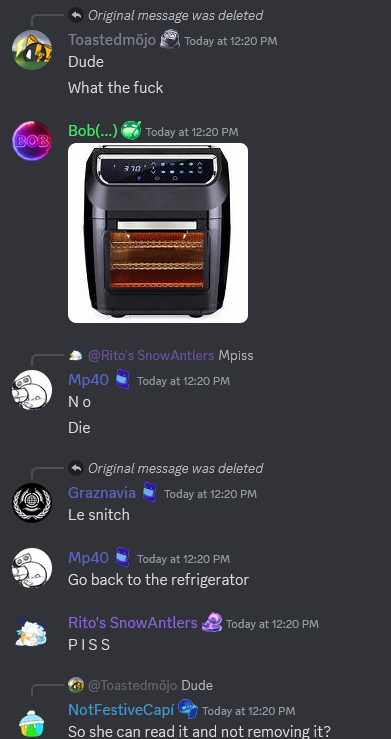 Original message was deleted
Toastedmöjo Today at 12:20 PM
Dude
What the fuck
BOB Bob(...) Today at 12:20 PM
370
@Rito's SnowAntlers Mpiss
Mp40 Today at 12:20 PM
N o
Die
Original message was deleted
Graznavia Today at 12:20 PM
Le snitch
Mp40 Today at 12:20 PM
Go back to the refrigerator
Rito's SnowAntlers Today at 12:20 PM
P I S S
@Toastedmöjo Dude
NotFestiveCapí Today at 12:20 PM
So she can read it and not removing it?